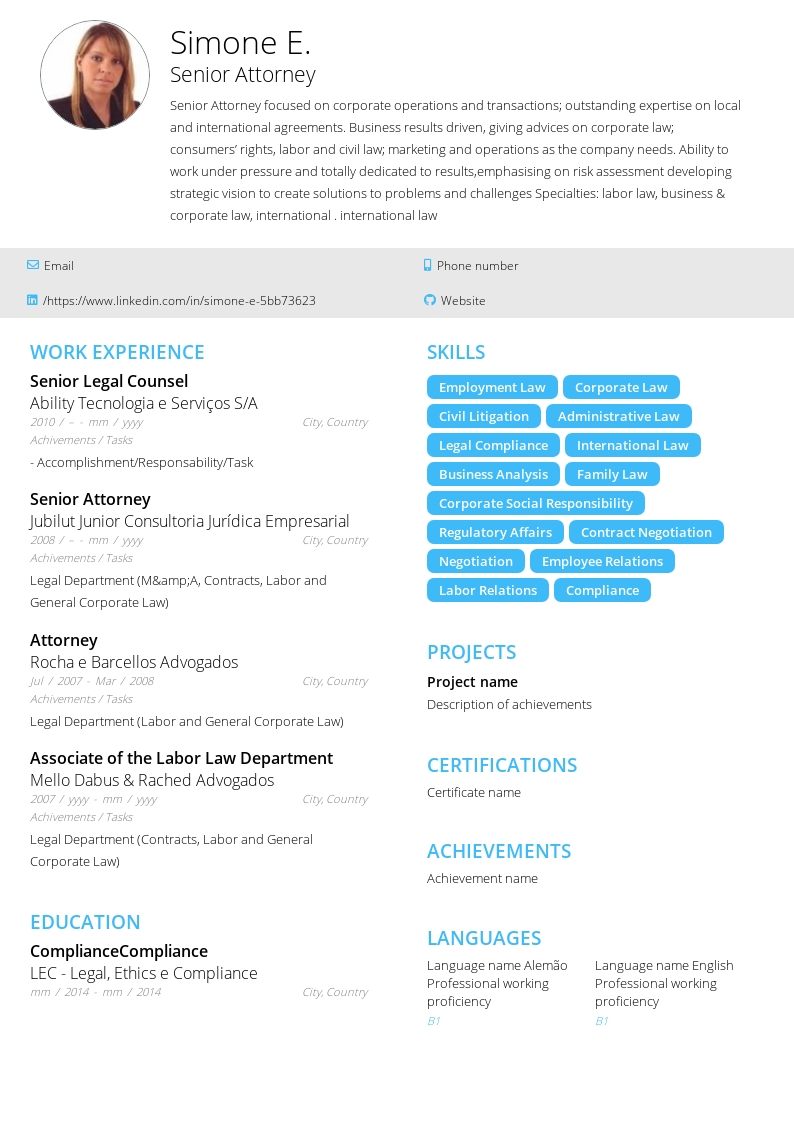 Simone E.
Senior Attorney
Senior Attorney focused on corporate operations and transactions; outstanding expertise on local
and international agreements. Business results driven, giving advices on corporate law;
consumers’ rights, labor and civil law; marketing and operations as the company needs. Ability to
work under pressure and totally dedicated to results,emphasising on risk assessment developing
strategic vision to create solutions to problems and challenges Specialties: labor law, business &
corporate law, international . international law
Email
Phone number
/https://www.linkedin.com/in/simone-e-5bb73623
Website
WORK EXPERIENCE
Senior Legal Counsel
Ability Tecnologia e Serviços S/A
2010 / – - mm / yyyy City, Country
Achivements / Tasks
- Accomplishment/Responsability/Task
Senior Attorney
Jubilut Junior Consultoria Jurídica Empresarial
2008 / – - mm / yyyy City, Country
Achivements / Tasks
Legal Department (M&amp;A, Contracts, Labor and
General Corporate Law)
Attorney
Rocha e Barcellos Advogados
Jul / 2007 - Mar / 2008 City, Country
Achivements / Tasks
Legal Department (Labor and General Corporate Law)
Associate of the Labor Law Department
Mello Dabus & Rached Advogados
2007 / yyyy - mm / yyyy City, Country
Achivements / Tasks
Legal Department (Contracts, Labor and General
Corporate Law)
EDUCATION
ComplianceCompliance
LEC - Legal, Ethics e Compliance
mm / 2014 - mm / 2014 City, Country
SKILLS
Employment Law Corporate Law
Civil Litigation Administrative Law
Legal Compliance International Law
Business Analysis Family Law
Corporate Social Responsibility
Regulatory Affairs Contract Negotiation
Negotiation Employee Relations
Labor Relations Compliance
PROJECTS
Project name
Description of achievements
CERTIFICATIONS
Certificate name
ACHIEVEMENTS
Achievement name
LANGUAGES
Language name Alemão
Professional working
proficiency
B1
Language name English
Professional working
proficiency
B1